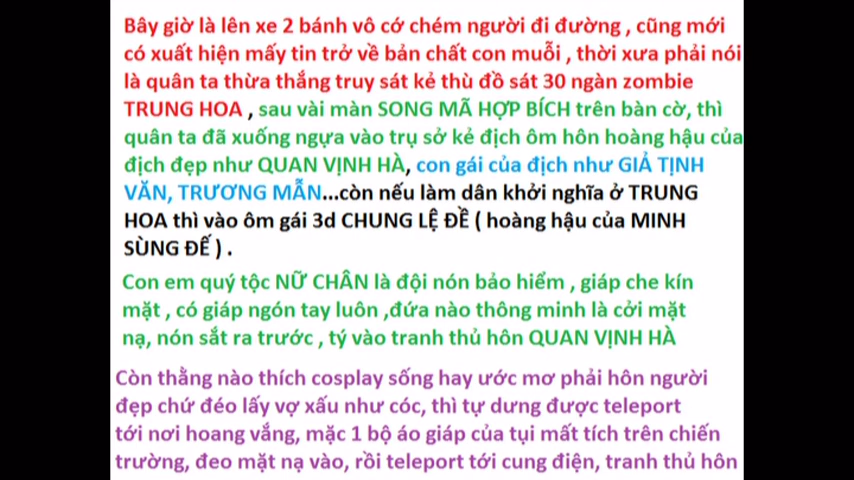 Bây giờ là lên xe 2 bánh vô cớ chém người đi đường , cũng mới
có xuất hiện mấy tin trở về bản chất con muỗi , thời xưa phải nói
là quân ta thừa thắng truy sát kẻ thù đồ sát 30 ngàn zombie
TRUNG HOA , sau vài màn SONG MÃ HỢP BÍCH trên bàn cờ, thì
quân ta đã xuống ngựa vào trụ sở kẻ địch ôm hôn hoàng hậu của
địch đẹp như QUAN VỊNH HÀ, con gái của địch như GIẢ TỊNH
VĂN, TRƯƠNG MẪN...còn nếu làm dân khởi nghĩa ở TRUNG
HOA thì vào ôm gái 3d CHUNG LỆ ĐỀ ( hoàng hậu của MINH
SÙNG ĐẾ ) .
Con em quý tộc NỮ CHÂN là đội nón bảo hiểm , giáp che kín
mặt , có giáp ngón tay luôn ,đứa nào thông minh là cởi mặt
nạ, nón sắt ra trước , tý vào tranh thủ hôn QUAN VỊNH HÀ
Còn thằng nào thích cosplay sống hay ước mơ phải hôn người
đẹp chứ đéo lấy vợ xấu như cóc, thì tự dưng được teleport
tới nơi hoang vắng, mặc 1 bộ áo giáp của tụi mất tích trên chiến
trường, đeo mặt nạ vào, rồi teleport tới cung điện, tranh thủ hôn